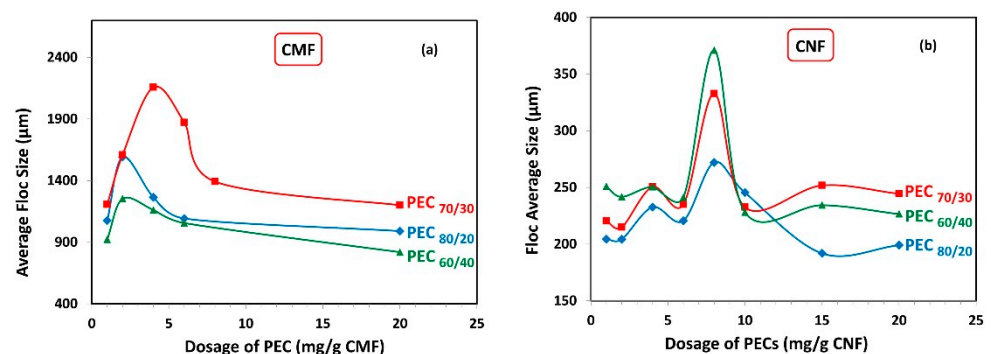 CMF
(a)
2400
1900
1400
900
400
Average Floc Size (µm)
PEC 70/30
PEC 80/20
PEC 60/40
0 5 10 15 20 25
Dosage of PEC (mg/g CMF)
CNF
(b)
400
350
300
250
200
150
Floc Average Size (µm)
PEC 70/30
PEC 60/40
PEC 80/20
0 5 10 15 20 25
Dosage of PECs (mg/g CNF)